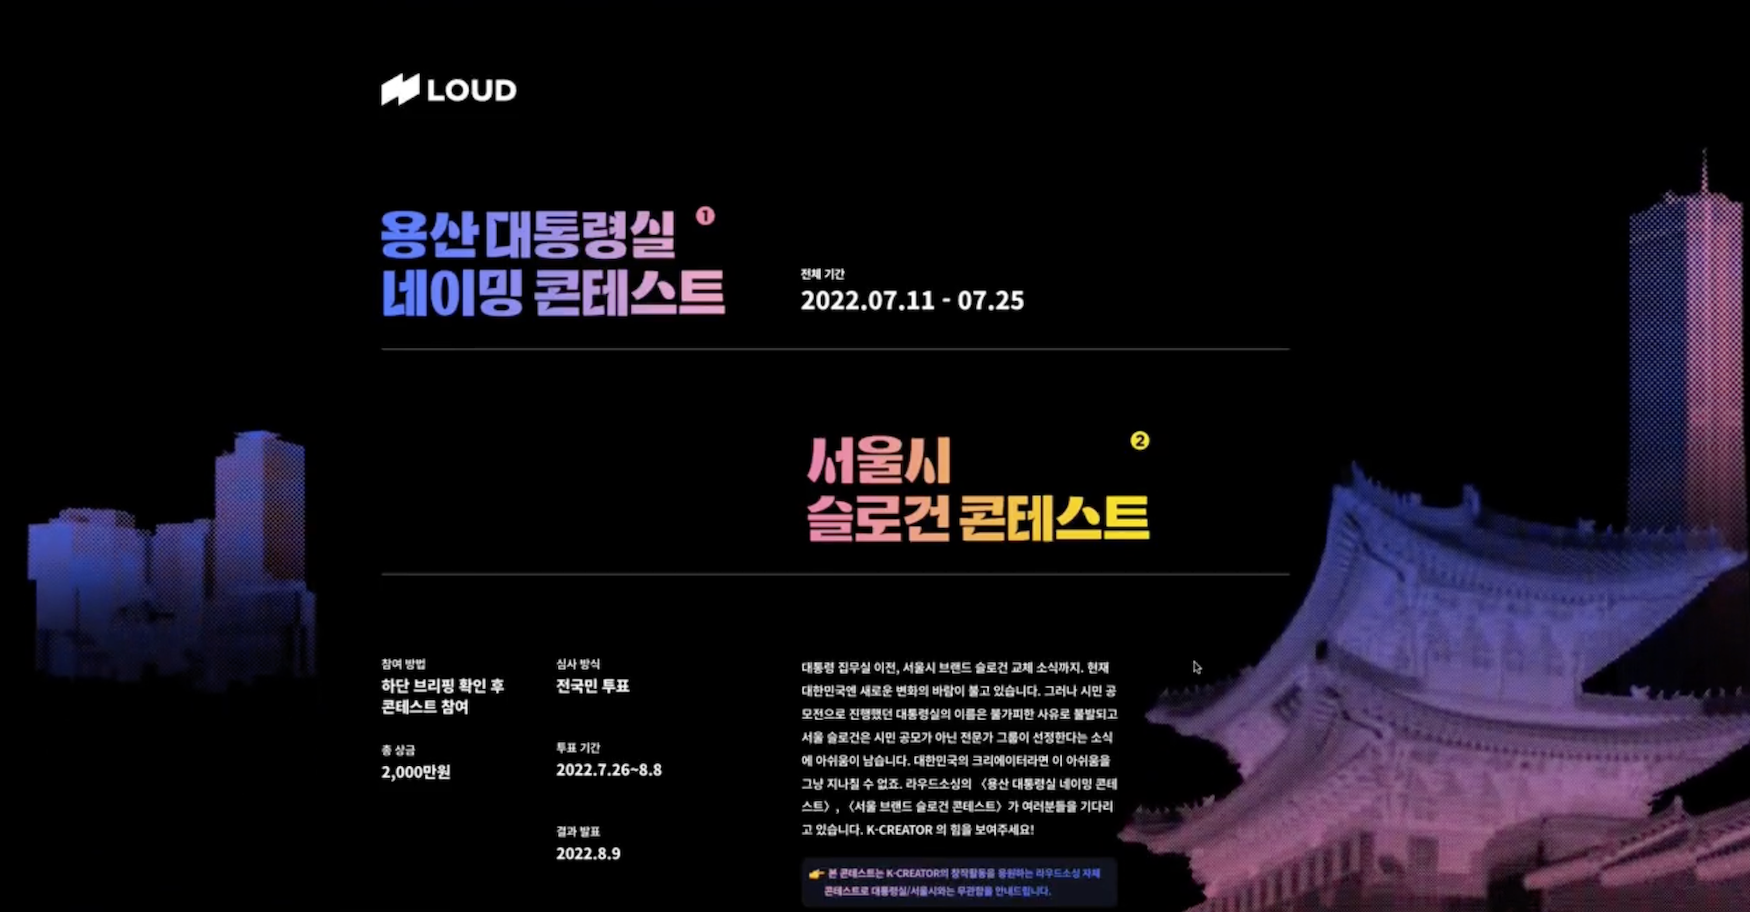 LOUD
용산 대통령실 1
네이밍 콘테스트
전체 기간
2022.07.11 - 07.25
서울시 2
슬로건 콘테스트
참여 방법
하단 브리핑 확인 후
콘테스트 참여
총 상금
2,000만원
심사 방식
전국민 투표
투표 기간
2022.7.26~8.8
결과 발표
2022.8.9
대통령 집무실 이전, 서울시 브랜드 슬로건 교체 소식까지. 현재
대한민국엔 새로운 변화의 바람이 불고 있습니다. 그러나 시민 공
모전으로 진행했던 대통령실의 이름은 불가피한 사유로 불발되고
서울 슬로건은 시민 공모가 아닌 전문가 그룹이 선정한다는 소식
에 아쉬움이 남습니다. 대한민국의 크리에이터라면 이 아쉬움을
그냥 지나칠 수 없죠. 라우드소싱의 〈용산 대통령실 네이밍 콘테
스트〉, 〈서울 브랜드 슬로건 콘테스트〉가 여러분들을 기다리
고 있습니다. K-CREATOR 의 힘을 보여주세요!
👉 본 콘테스트는 K-CREATOR의 창작활동을 응원하는 라우드소싱 자체
콘테스트로 대통령실/서울시와는 무관함을 안내드립니다.